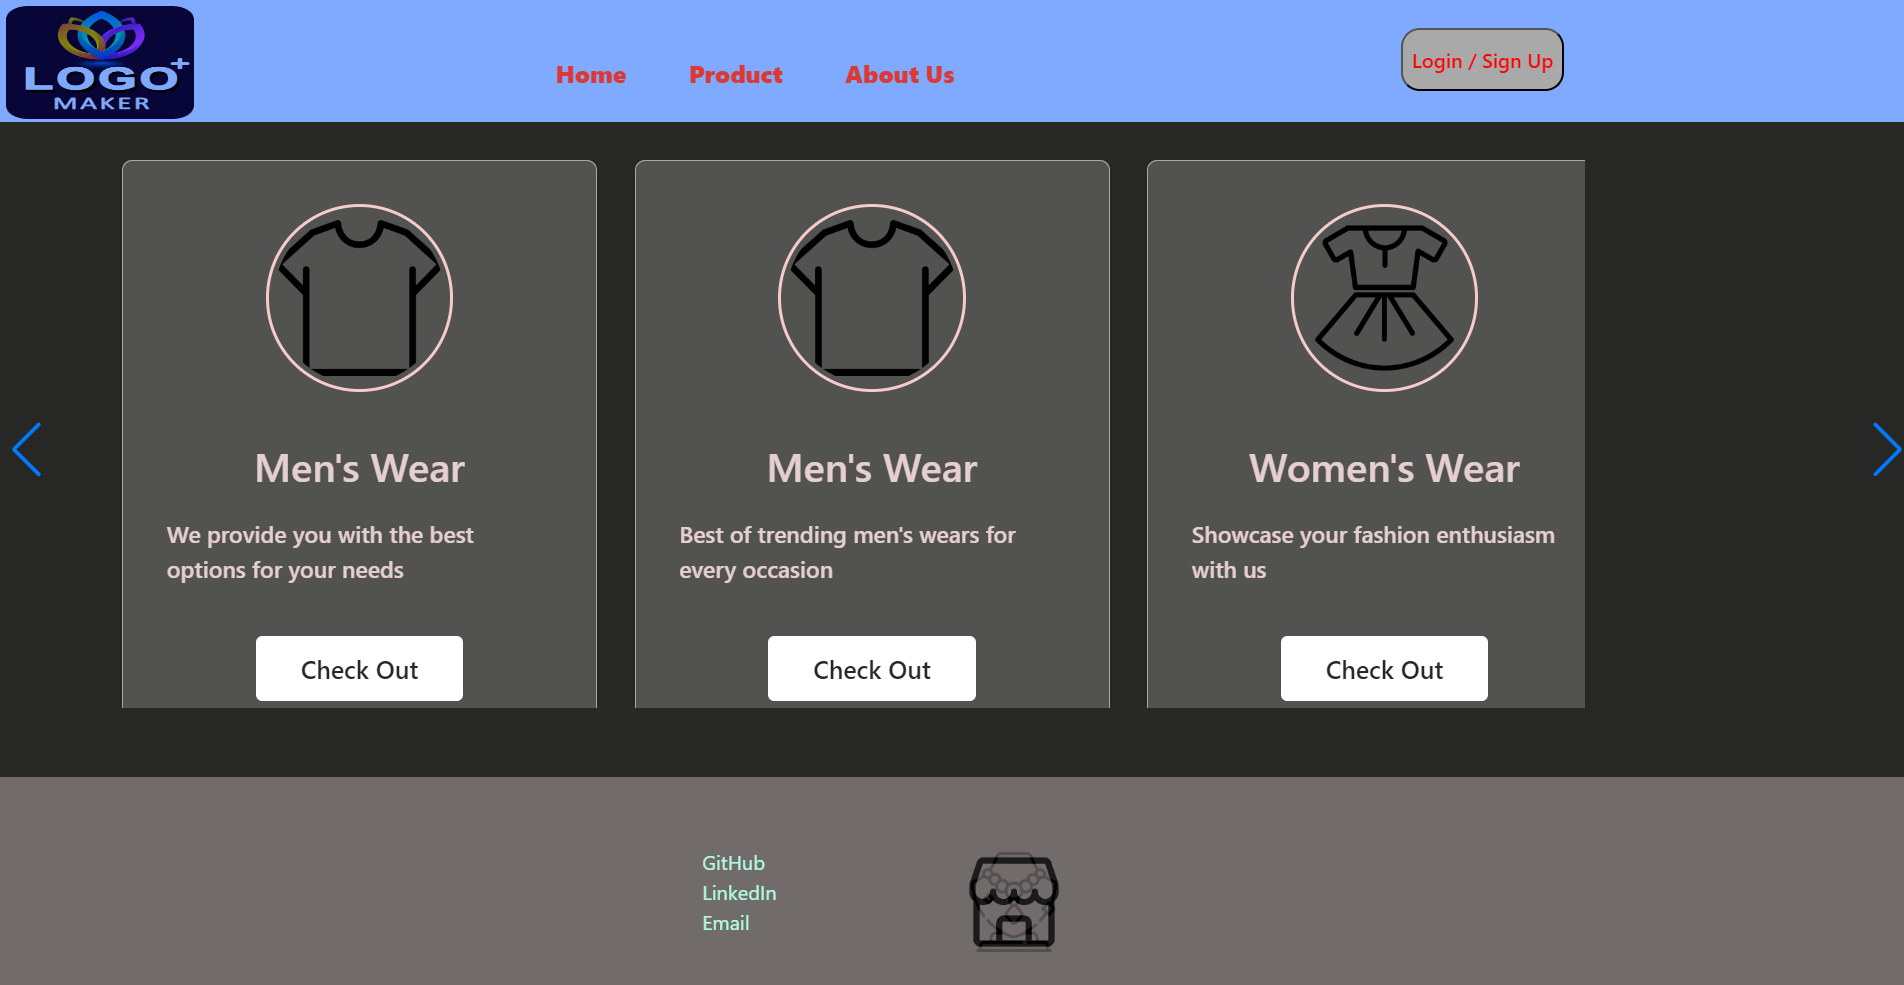 LOGO+
MAKER
Home
Product
About Us
Login / Sign Up
Men's Wear
We provide you with the best
options for your needs
Check Out
Men's Wear
Best of trending men's wears for
every occasion
Check Out
Women's Wear
Showcase your fashion enthusiasm
with us
Check Out
GitHub
LinkedIn
Email